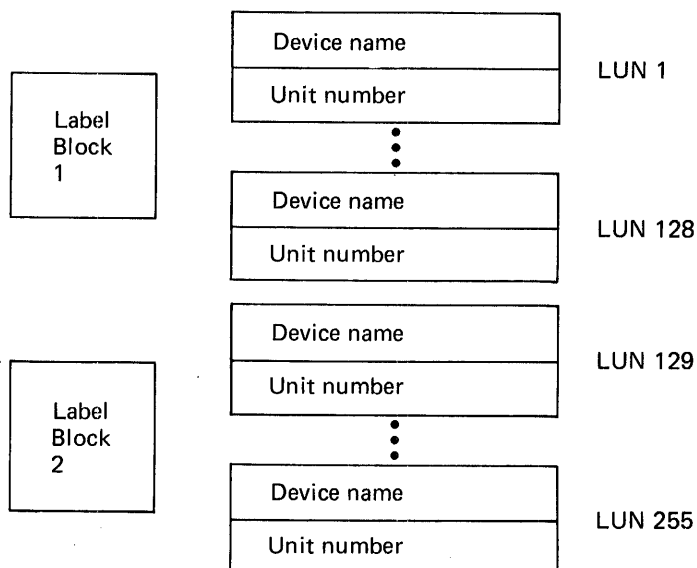 Device name
Unit number
LUN 1
Label
Block
1
Device name
Unit number
LUN 128
Device name
Unit number
LUN 129
Label
Block
2
Device name
Unit number
LUN 255